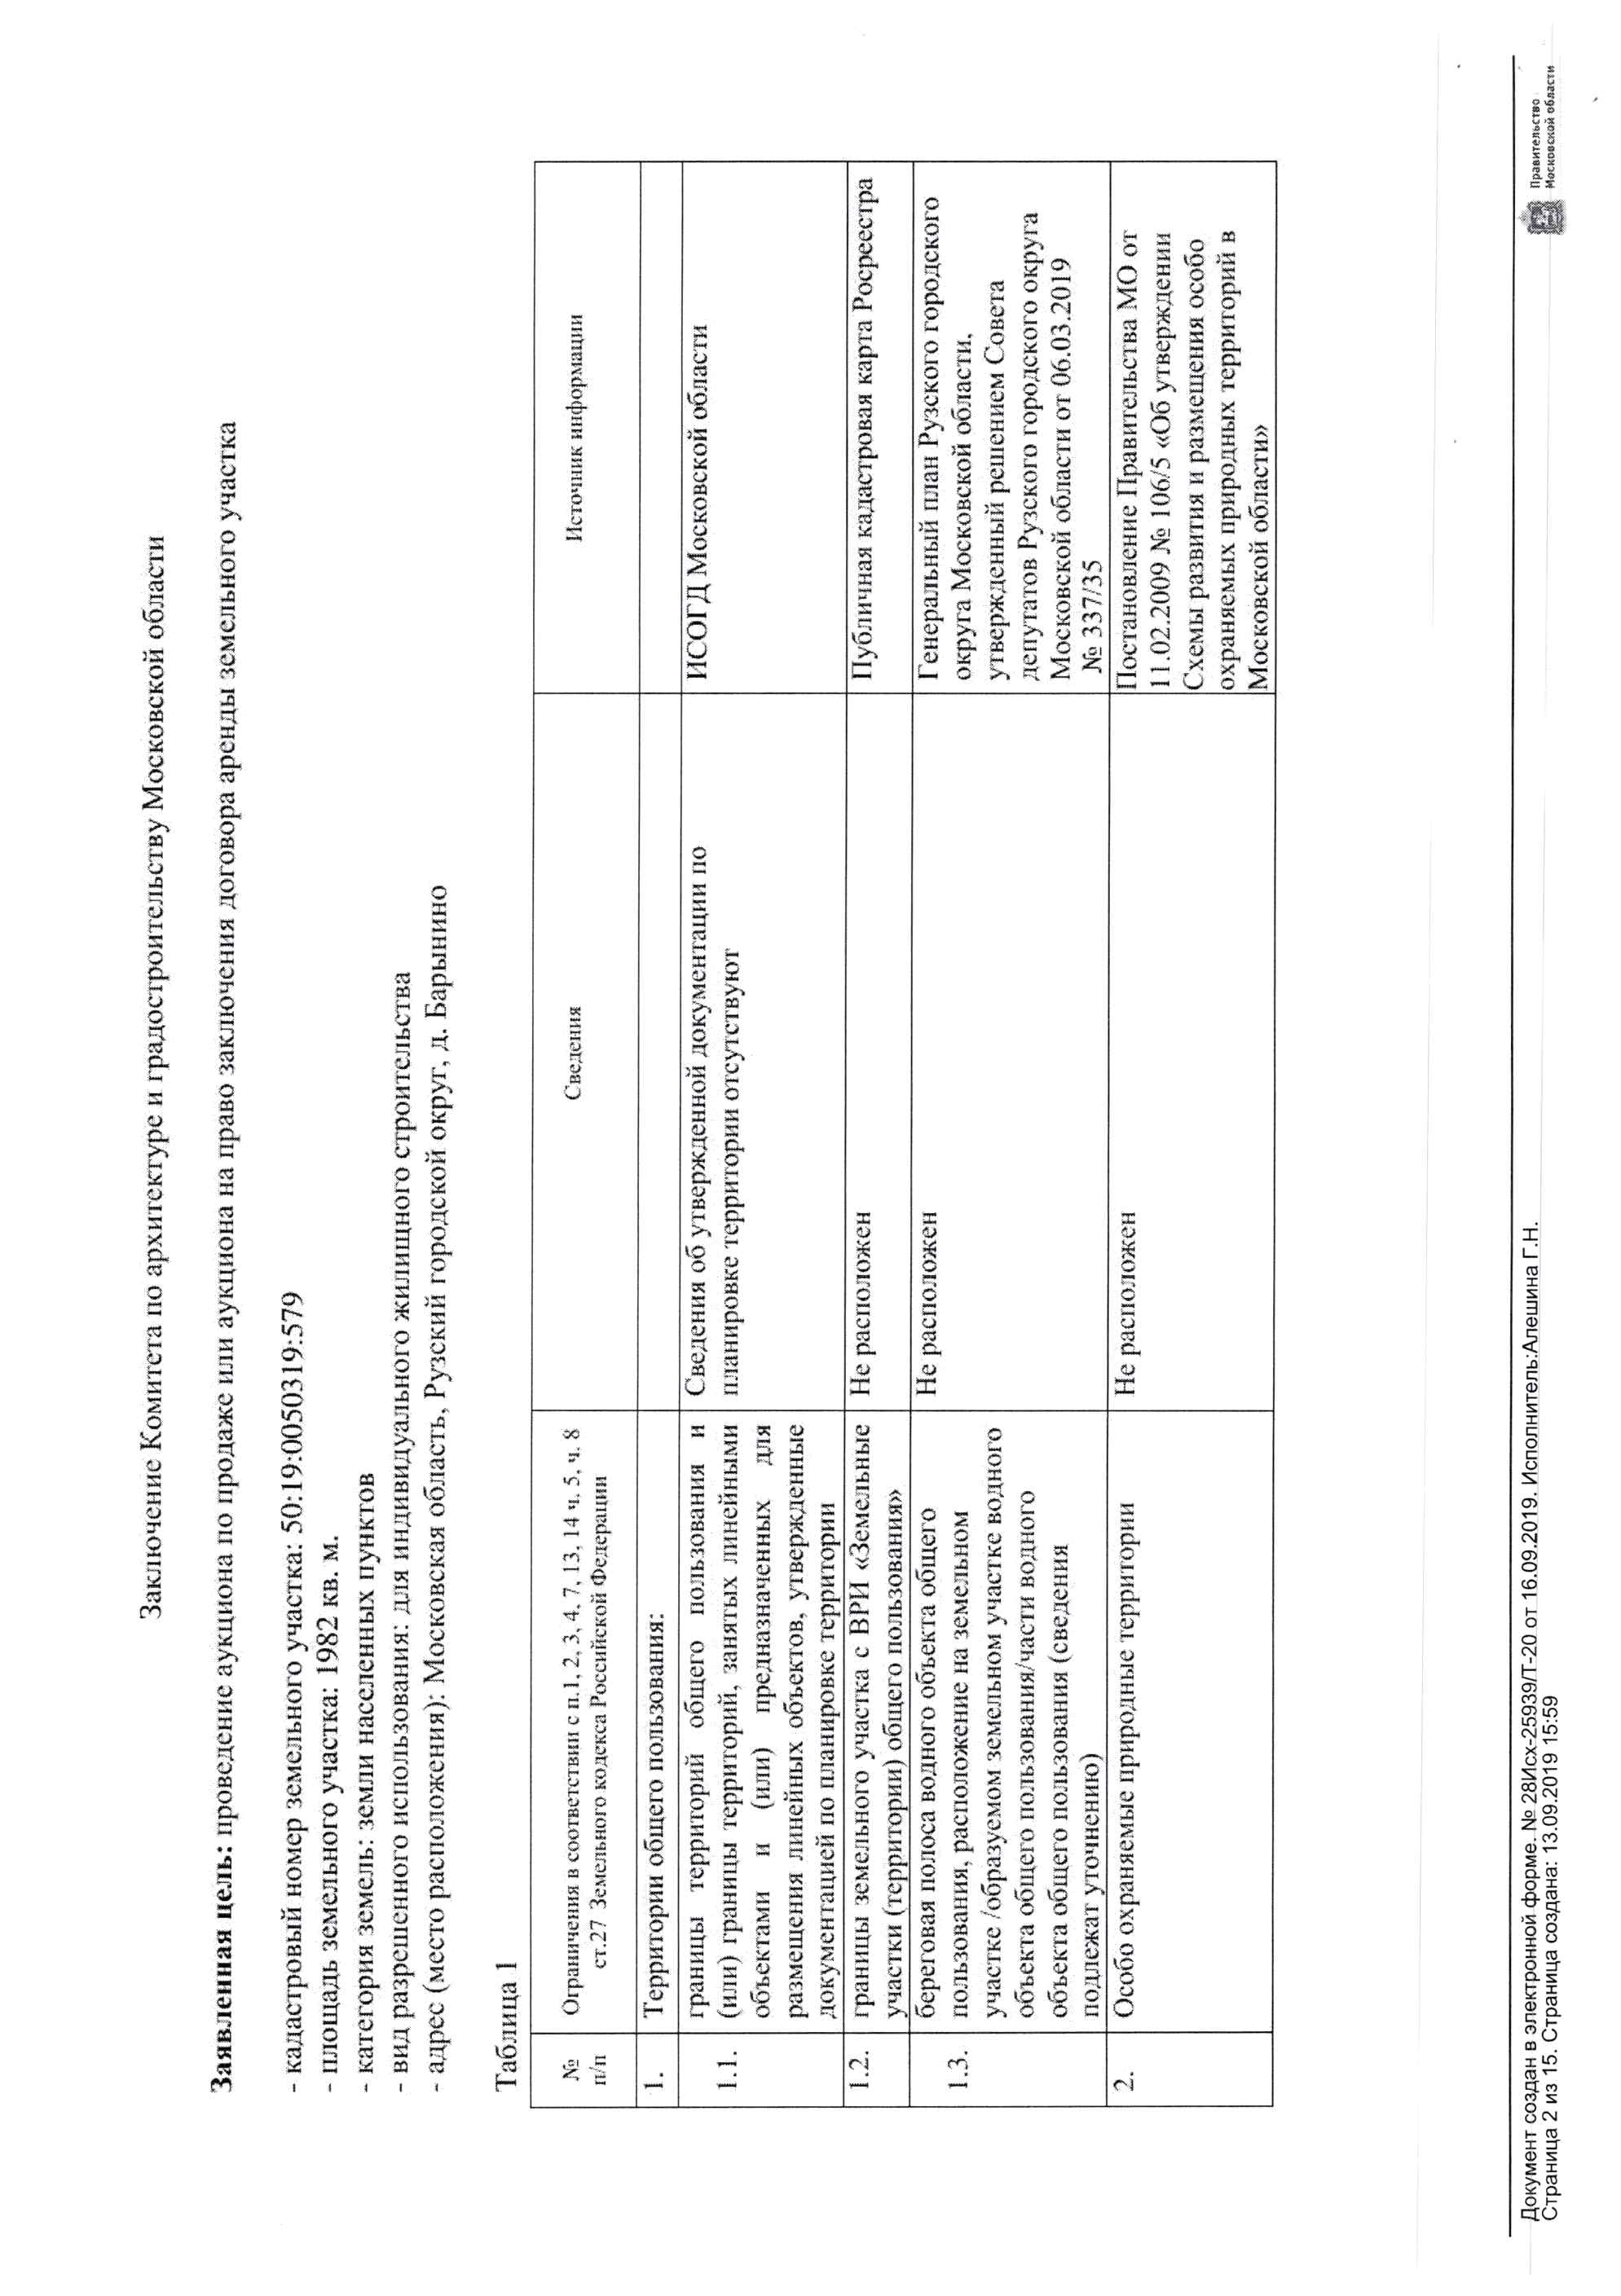 Заключение Комитета по архитектуре и градостроительству Московской области
Заявленная цель: проведение аукциона по продаже или аукциона на право заключения договора аренды земельного участка
- кадастровый номер земельного участка: 50:19:0050319:579
- площадь земельного участка: 1982 кв. м.
- категория земель: земли населенных пунктов
- вид разрешенного использования: для индивидуального жилищного строительства
- адрес (место расположения): Московская область, Рузский городской округ, д. Барынино
Таблица 1
№
п/п
Ограничения в соответствии с п.1, 2, 3, 4, 7, 13, 14 ч. 5, ч. 8
ст.27 Земельного кодекса Российской Федерации
Сведения
Источник информации
1.
Территории общего пользования:
1.1.
границы территорий общего пользования и
(или) границы территорий, занятых линейными
объектами и (или) предназначенных для
размещения линейных объектов, утвержденные
документацией по планировке территории
Сведения об утвержденной документации по
планировке территории отсутствуют
ИСОГД Московской области
1.2.
границы земельного участка с ВРИ «Земельные
участки (территории) общего пользования»
Не расположен
Публичная кадастровая карта Росреестра
1.3.
береговая полоса водного объекта общего
пользования, расположение на земельном
участке /образуемом земельном участке водного
объекта общего пользования/части водного
объекта общего пользования (сведения
подлежат уточнению)
Не расположен
Генеральный план Рузского городского
округа Московской области,
утвержденный решением Совета
депутатов Рузского городского округа
Московской области от 06.03.2019
№ 337/35
2.
Особо охраняемые природные территории
Не расположен
Постановление Правительства МО от
11.02.2009 № 106/5 «Об утверждении
Схемы развития и размещения особо
охраняемых природных территорий в
Московской области»
Документ создан в электронной форме. № 28Исх-25939/Т-20 от 16.09.2019. Исполнитель:Алешина Г.Н.
Страница 2 из 15. Страница создана: 13.09.2019 15:59
Правительство
Московской области